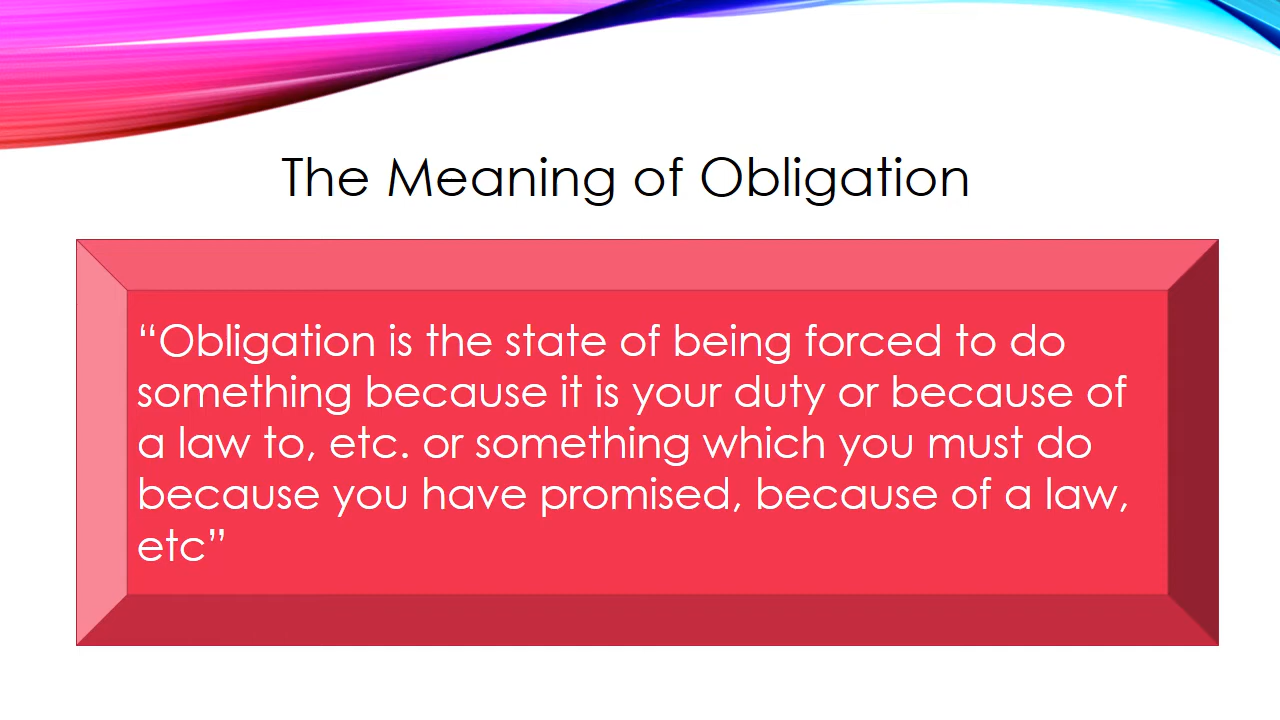 The Meaning of Obligation
“Obligation is the state of being forced to do
something because it is your duty or because of
a law to, etc. or something which you must do
because you have promised, because of a law,
etc”